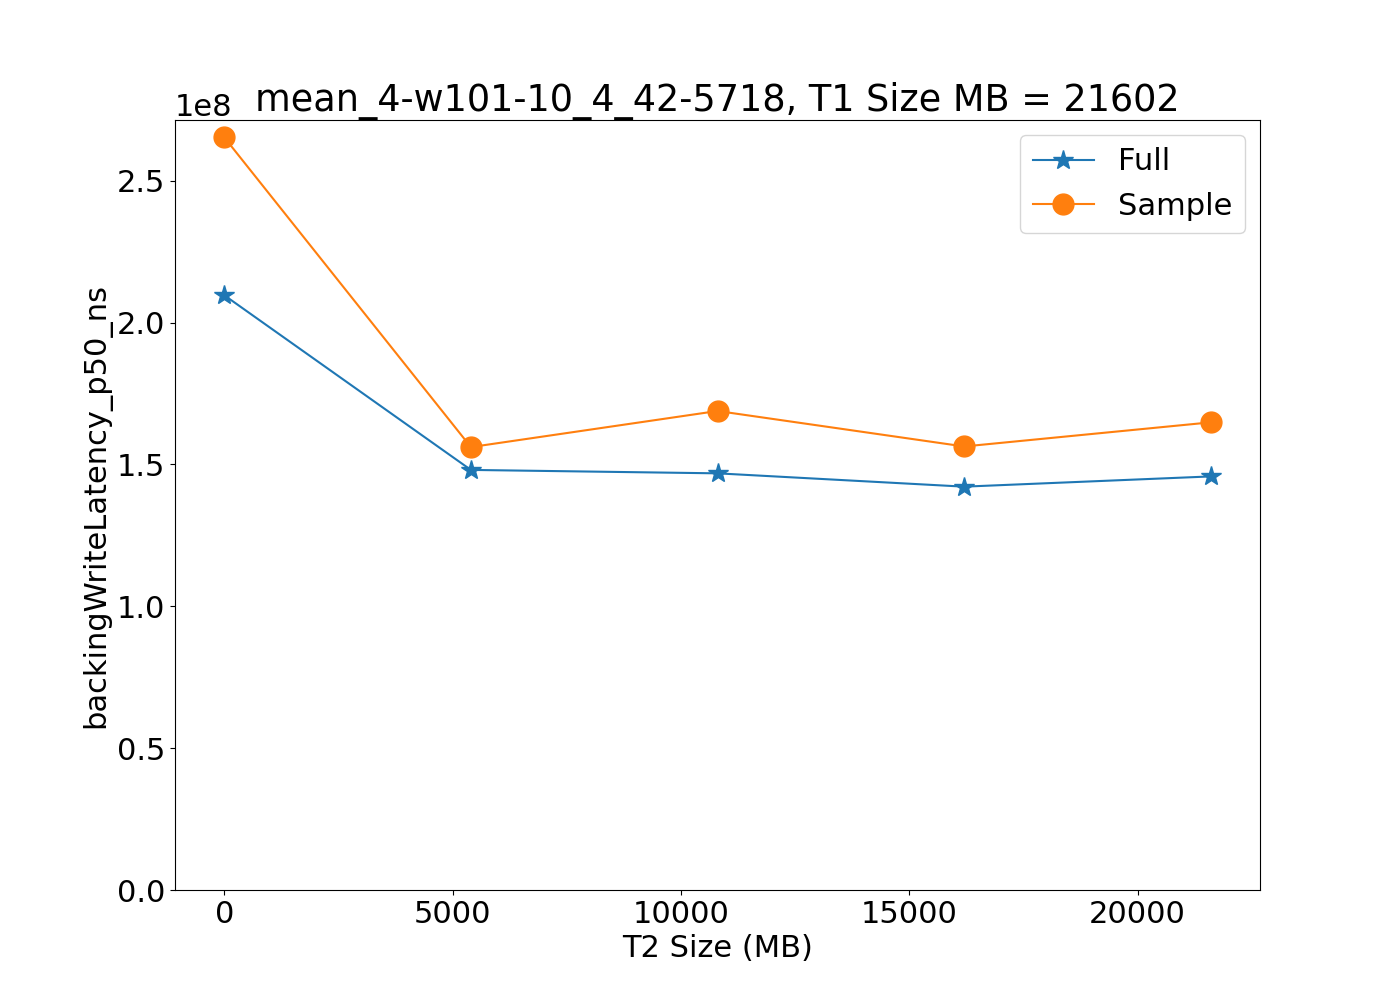 1e8
mean_4-w101-10_4_42-5718, T1 Size MB = 21602
Full
Sample
backingWriteLatency_p50_ns
2.5
2.0
1.5
1.0
0.5
0.0
0 5000 10000 15000 20000
T2 Size (MB)